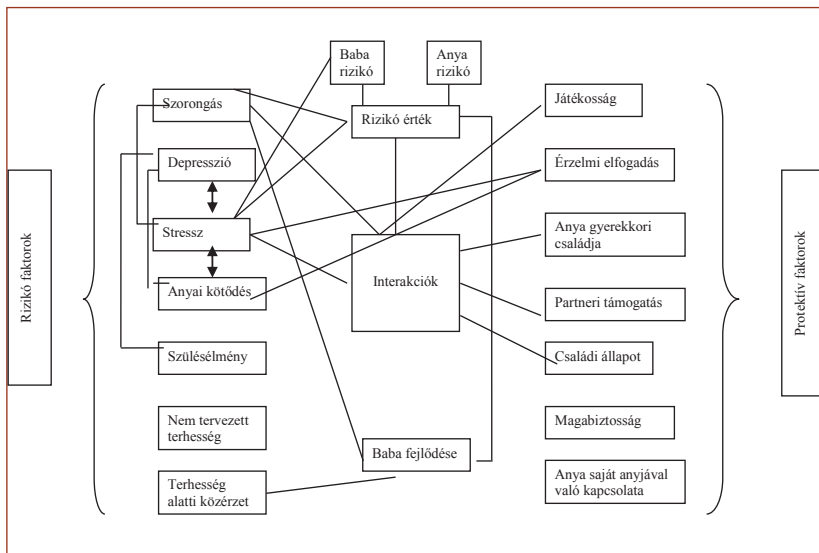 Baba
rizikó
Anya
rizikó
Szorongás
Rizikó érték
Játékosság
Depresszió
Érzelmi elfogadás
Stressz
Anya gyerekkori
családja
Interakciók
Anyai kötődés
Partneri támogatás
Szülésélmény
Családi állapot
Nem tervezett
terhesség
Magabiztosság
Baba fejlődése
Terhesség
alatti közérzet
Anya saját anyjával
való kapcsolata
Rizikó faktorok
Protektív faktorok